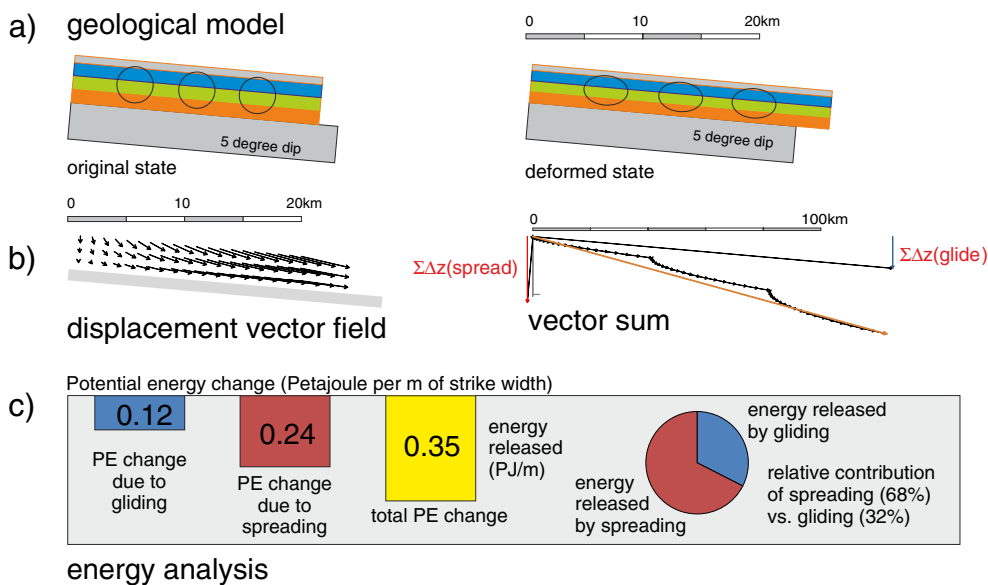 a) geological model
0 10 20km
5 degree dip
original state
5 degree dip
deformed state
0 10 20km
b)
displacement vector field
0 100km
ΣΔz(spread)
ΣΔz(glide)
vector sum
Potential energy change (Petajoule per m of strike width)
c)
0.12
PE change
due to
gliding
0.24
PE change
due to
spreading
0.35
total PE change
energy
released
(PJ/m)
energy released
by gliding
energy
released
by spreading
relative contribution
of spreading (68%)
vs. gliding (32%)
energy analysis